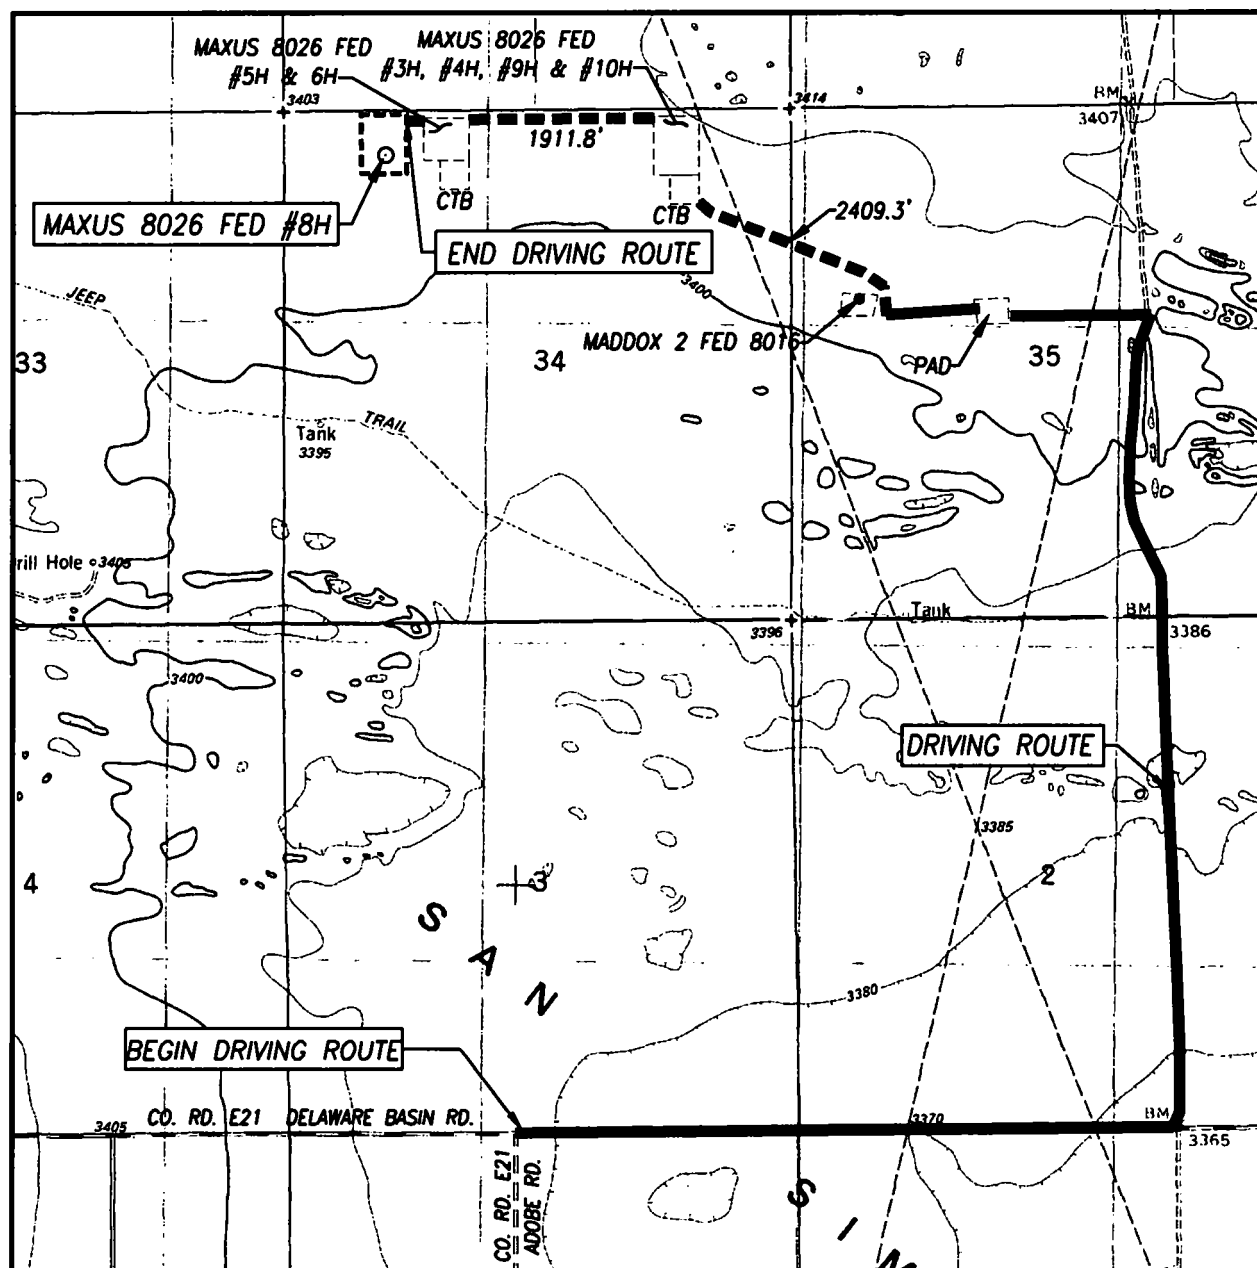 MAXUS 8026 FED
#5H & 6H
MAXUS 8026 FED
#3H, #4H, #9H & #10H
3403
3414
BM
3407
1911.8'
CTB
CTB
MAXUS 8026 FED #8H
END DRIVING ROUTE
2409.3'
3400
JEEP
TRAIL
MADDOX 2 FED 8016
PAD
33
34
35
Tank
3395
rill Hole
3405
Tank
BM
3396
3386
3400
DRIVING ROUTE
3385
4
3
2
SAN
3380
BEGIN DRIVING ROUTE
CO. RD. E21 DELAWARE BASIN RD.
3405
3370
BM
3365
CO. RD. E21
ADOBE RD.
S I